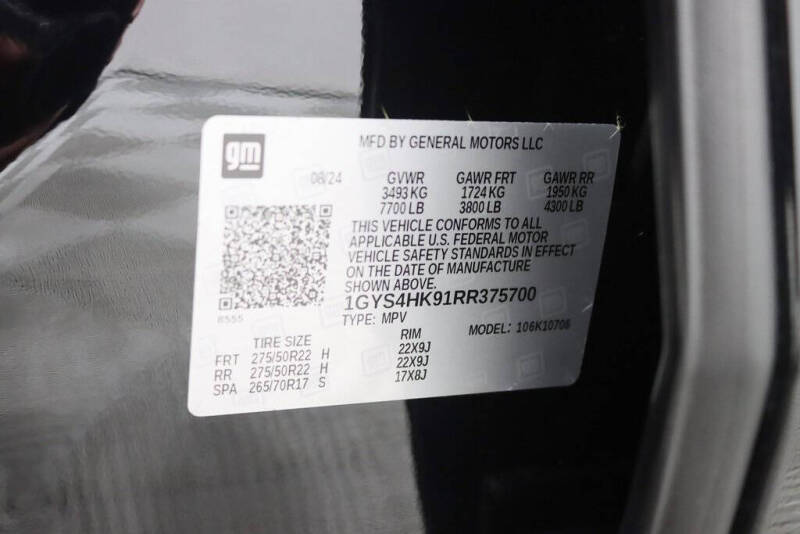 gm
MFD BY GENERAL MOTORS LLC
08/24 GVWR GAWR FRT GAWR RR
3493 KG 1724 KG 1950 KG
7700 LB 3800 LB 4300 LB
THIS VEHICLE CONFORMS TO ALL
APPLICABLE U.S. FEDERAL MOTOR
VEHICLE SAFETY STANDARDS IN EFFECT
ON THE DATE OF MANUFACTURE
SHOWN ABOVE.
1GYS4HK91RR375700
8555
TYPE: MPV MODEL: 106K10706
TIRE SIZE RIM
FRT 275/50R22 H 22X9J
RR 275/50R22 H 22X9J
SPA 265/70R17 S 17X8J